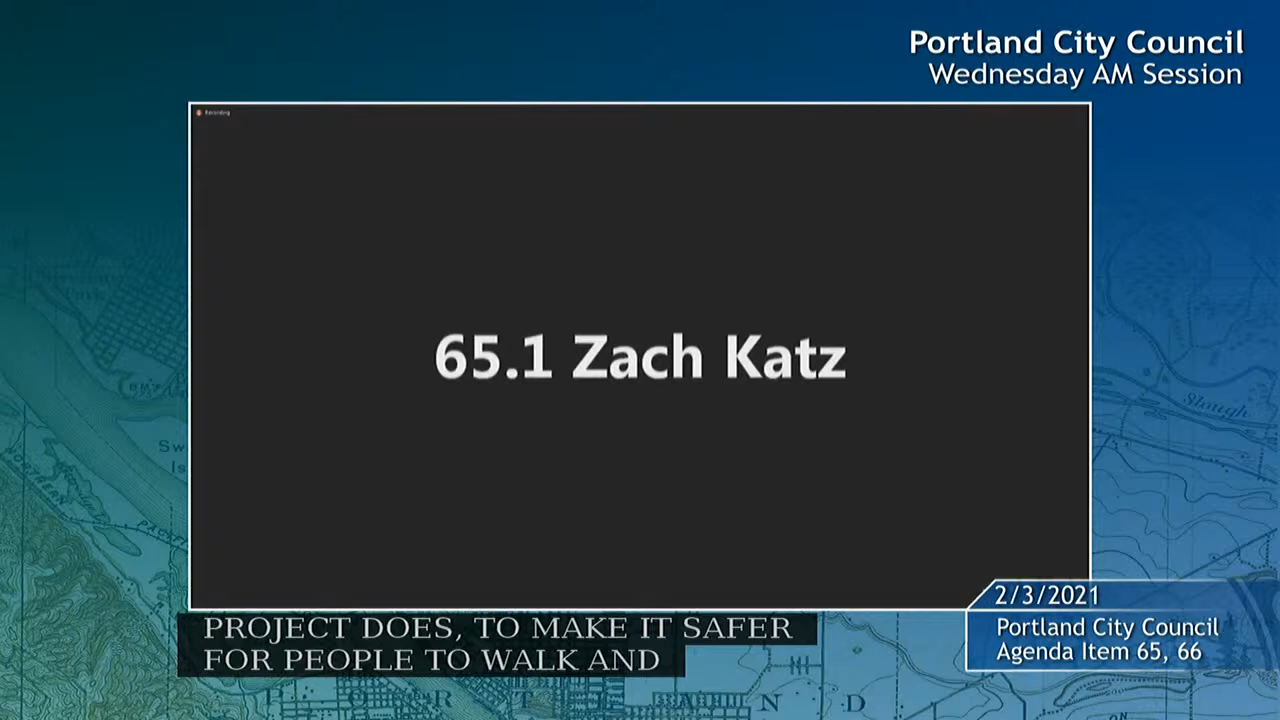 Portland City Council
Wednesday AM Session
Recording
65.1 Zach Katz
Slough
2/3/2021
Portland City Council
Agenda Item 65, 66
PROJECT DOES, TO MAKE IT SAFER
FOR PEOPLE TO WALK AND